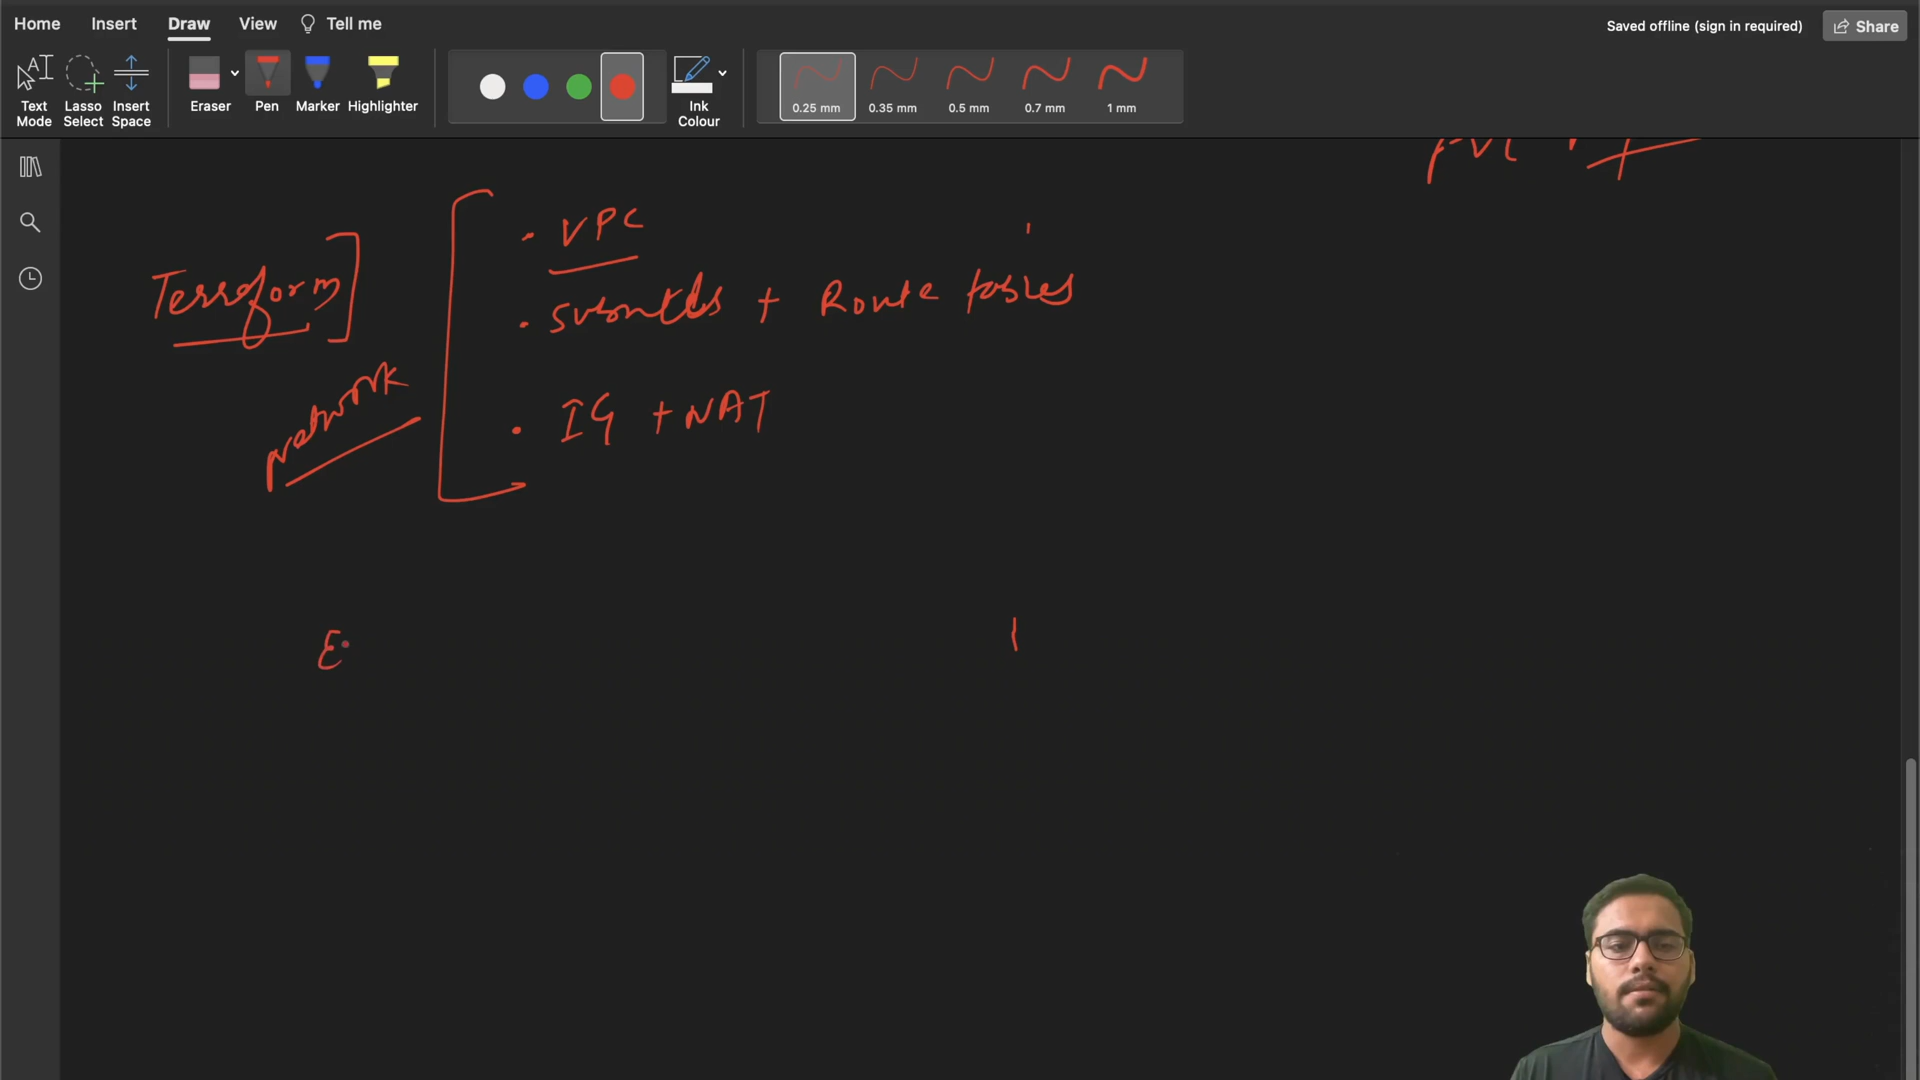 Home Insert Draw View Tell me
Saved offline (sign in required) Share
Text Mode
Lasso Select
Insert Space
Eraser
Pen
Marker
Highlighter
Ink Colour
0.25 mm
0.35 mm
0.5 mm
0.7 mm
1 mm
Terraform
network
• VPC
• subnets + Route tables
• IG + NAT
E